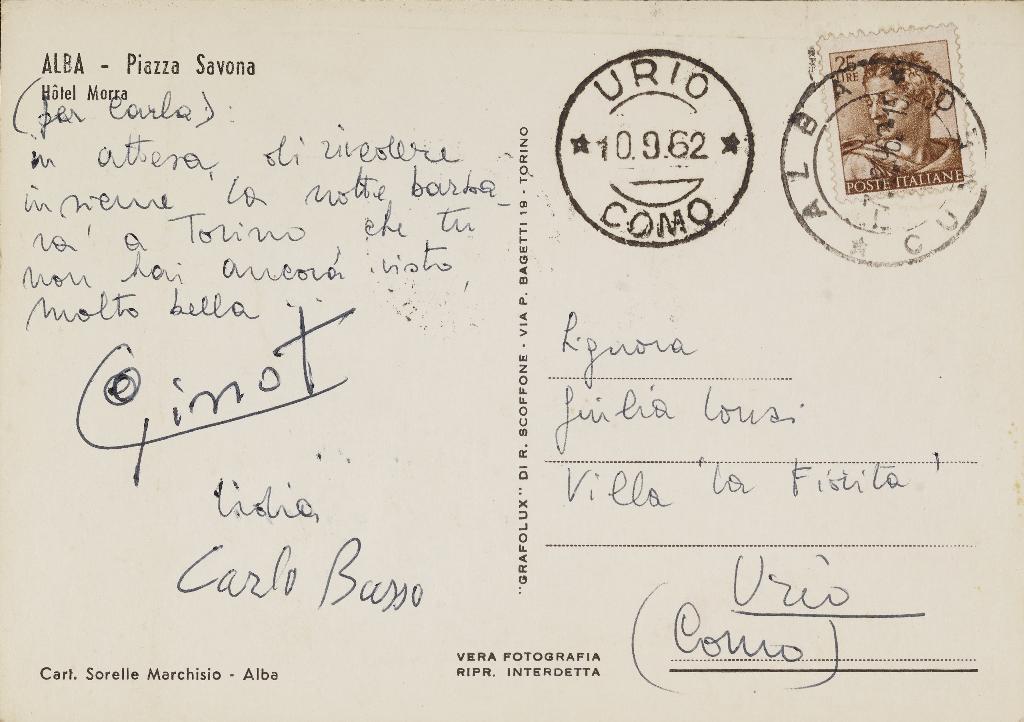 ALBA - Piazza Savona
Hôtel Morra
(per Carla):
in attesa, di rivedere
insieme, la notte barba-
ra' a Torino, che tu
non hai ancora visto,
molto bella
Ginot
Lidia,
Carlo Basso
Cart. Sorelle Marchisio - Alba
"GRAFOLUX" DI R. SCOFFONE - VIA P. BAGETTI 19 - TORINO
VERA FOTOGRAFIA
RIPR. INTERDETTA
URIO
10.9.62
COMO
ALBA
25
LIRE
POSTE ITALIANE
Signora
Giulia
Villa "La Fiorita"
Urio
(Como)